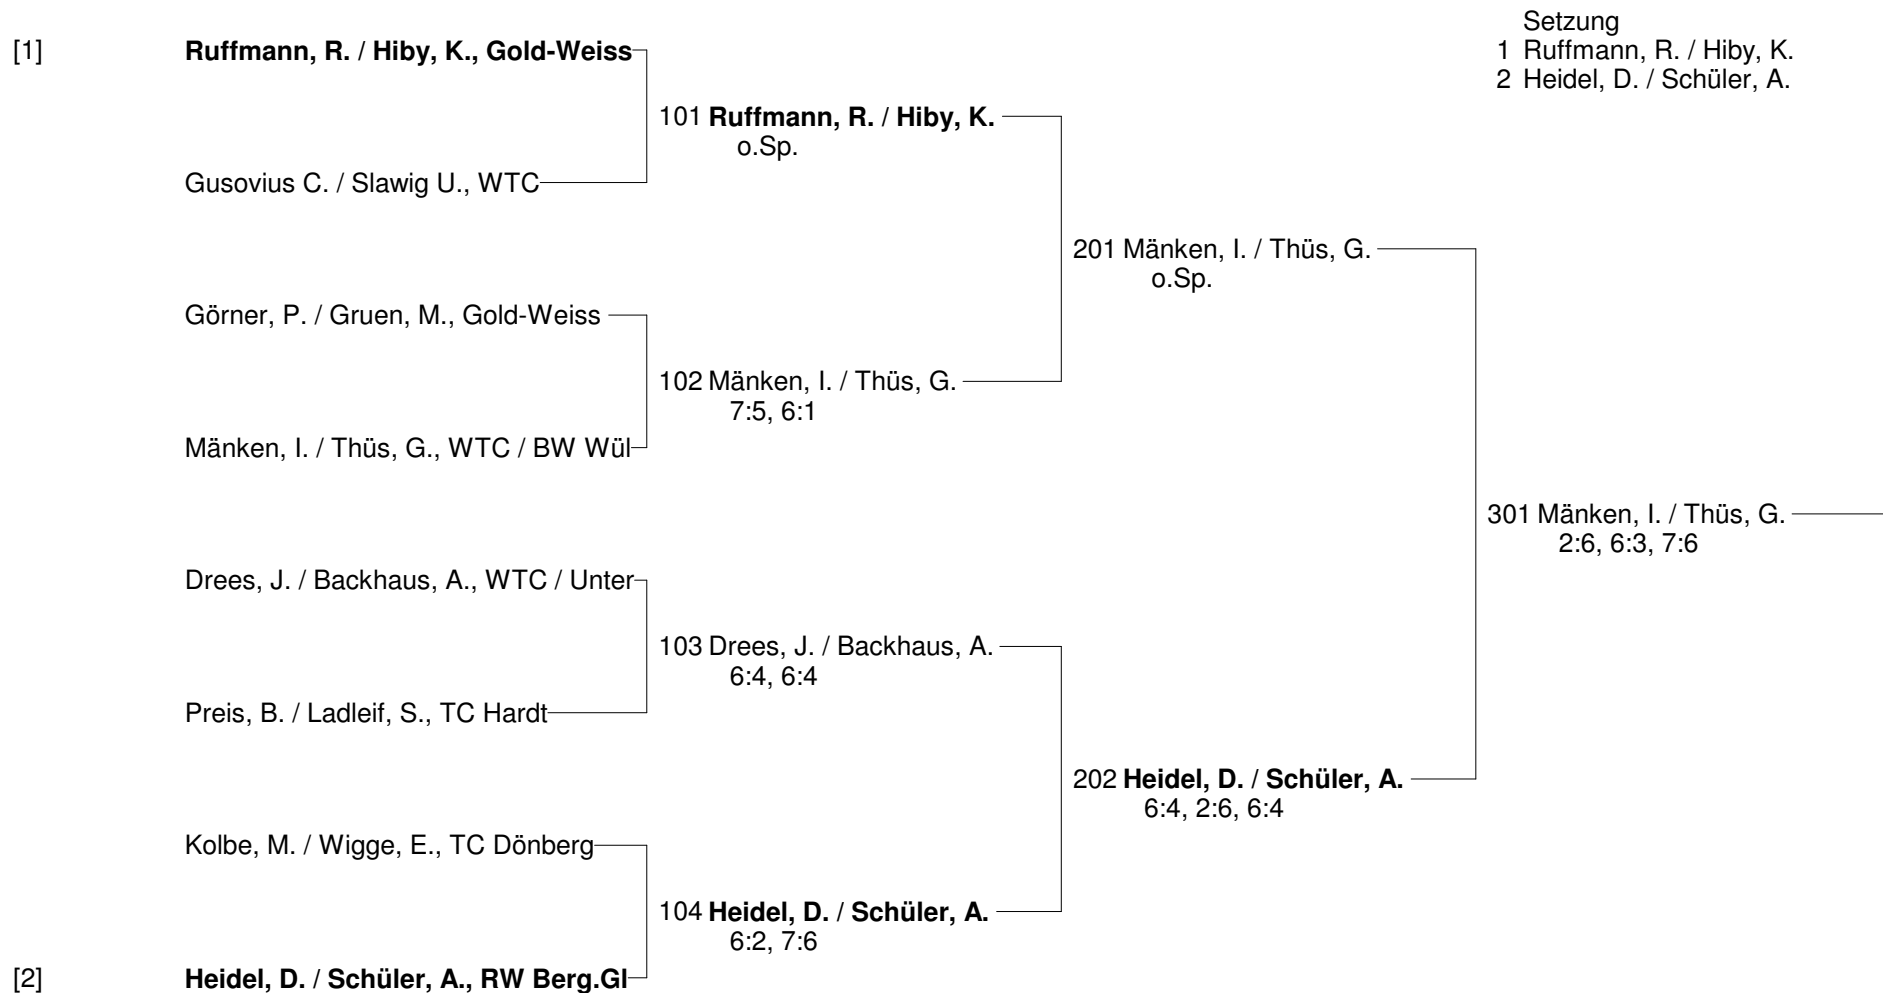 Setzung
1 Ruffmann, R. / Hiby, K.
2 Heidel, D. / Schüler, A.
[1] Ruffmann, R. / Hiby, K., Gold-Weiss
101 Ruffmann, R. / Hiby, K.
o.Sp.
Gusovius C. / Slawig U., WTC
201 Mänken, I. / Thüs, G.
o.Sp.
Görner, P. / Gruen, M., Gold-Weiss
102 Mänken, I. / Thüs, G.
7:5, 6:1
Mänken, I. / Thüs, G., WTC / BW Wül
301 Mänken, I. / Thüs, G.
2:6, 6:3, 7:6
Drees, J. / Backhaus, A., WTC / Unter
103 Drees, J. / Backhaus, A.
6:4, 6:4
Preis, B. / Ladleif, S., TC Hardt
202 Heidel, D. / Schüler, A.
6:4, 2:6, 6:4
Kolbe, M. / Wigge, E., TC Dönberg
104 Heidel, D. / Schüler, A.
6:2, 7:6
[2] Heidel, D. / Schüler, A., RW Berg.Gl